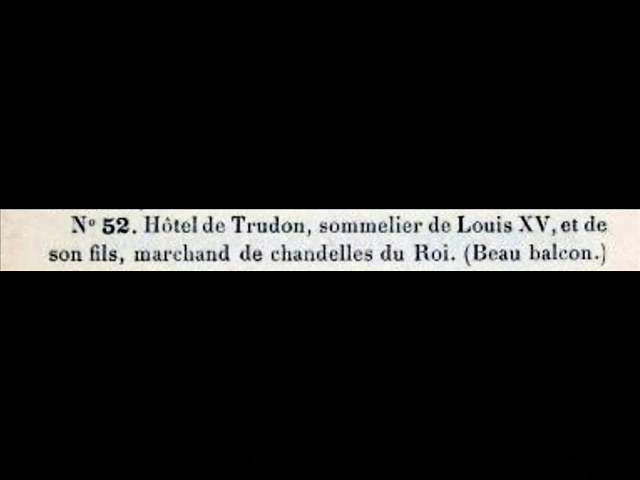 N° 52. Hôtel de Trudon, sommelier de Louis XV, et de
son fils, marchand de chandelles du Roi. (Beau balcon.)